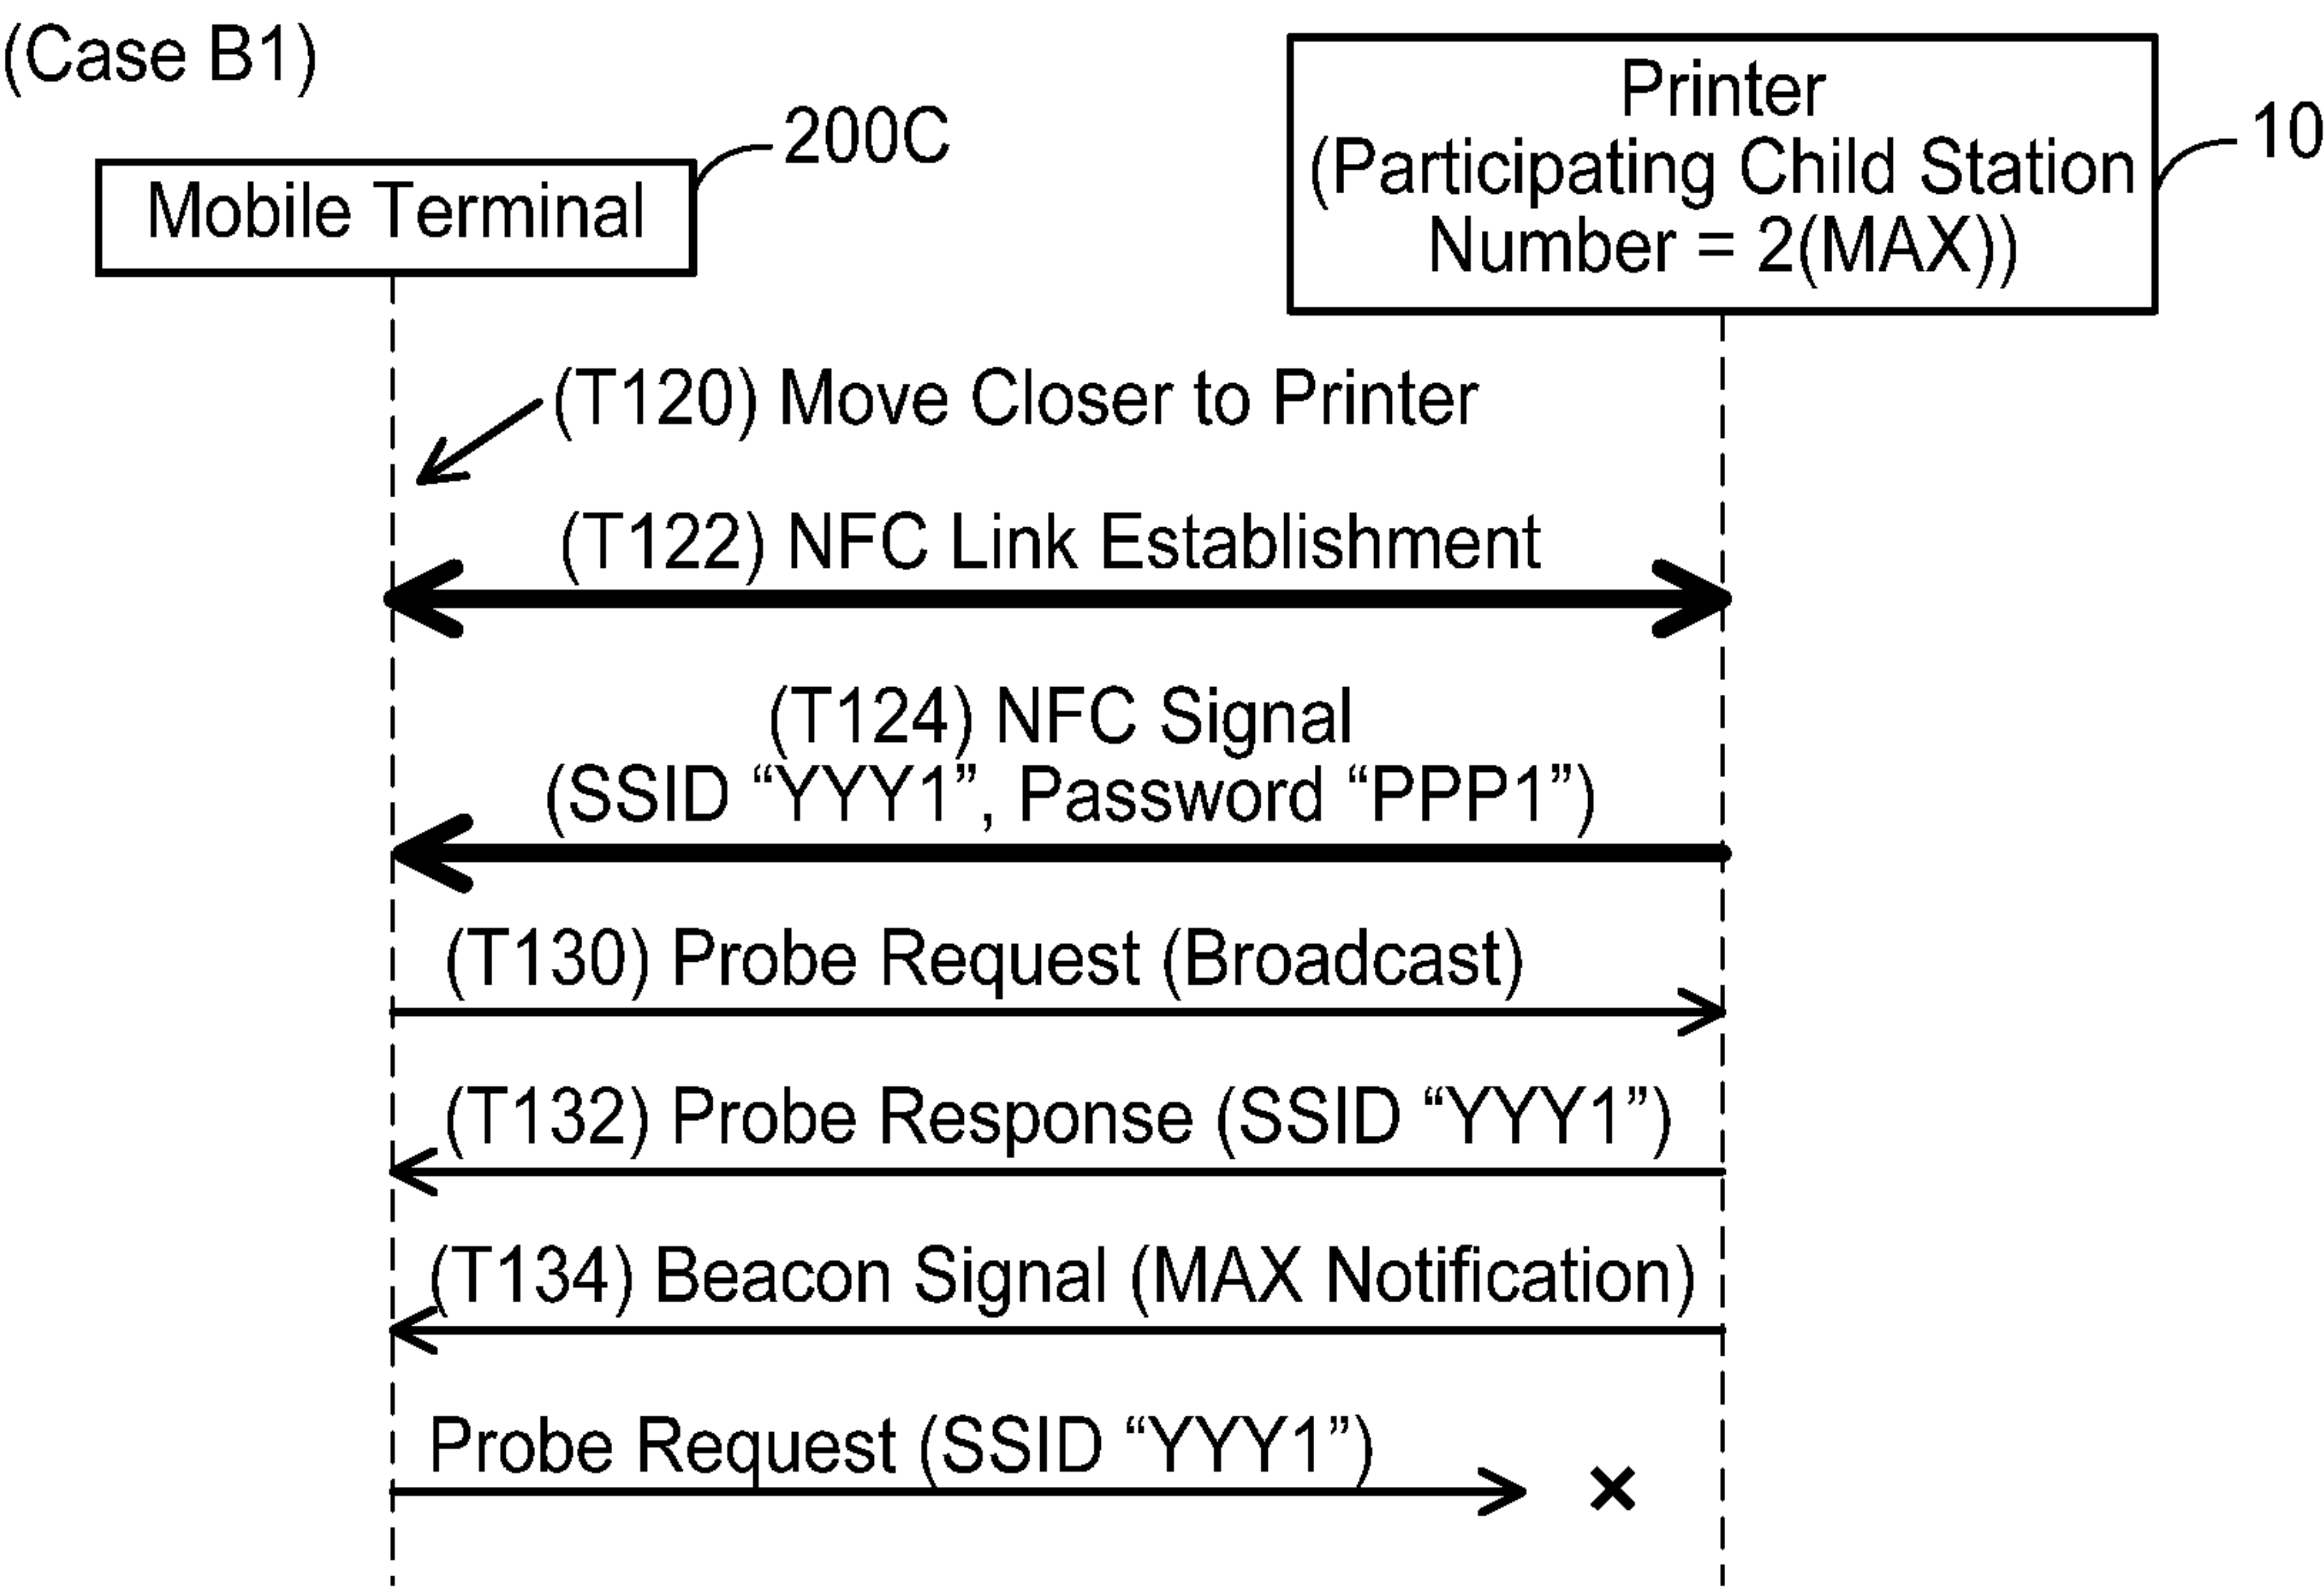 (Case B1)
200C
Mobile Terminal
Printer
(Participating Child Station
Number = 2(MAX))
10
(T120) Move Closer to Printer
(T122) NFC Link Establishment
(T124) NFC Signal
(SSID “YYY1”, Password “PPP1”)
(T130) Probe Request (Broadcast)
(T132) Probe Response (SSID “YYY1”)
(T134) Beacon Signal (MAX Notification)
Probe Request (SSID “YYY1”)